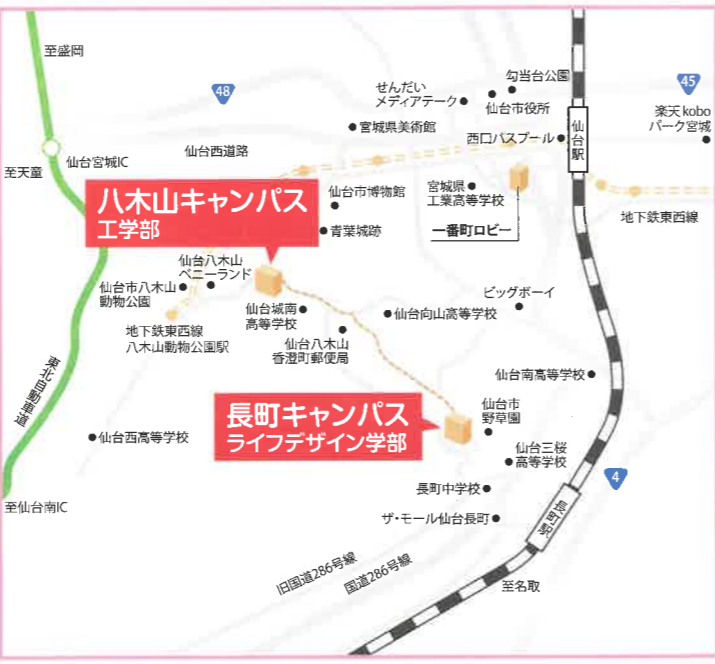 至盛岡
48
せんだい
メディアテーク
勾当台公園
仙台市役所
45
楽天kobo
パーク宮城
宮城県美術館
西口バスプール
仙台駅
至天童
仙台宮城IC
仙台西道路
八木山キャンパス
工学部
仙台市博物館
宮城県
工業高等学校
青葉城跡
一番町ロビー
地下鉄東西線
仙台八木山
ベニーランド
仙台市八木山
動物公園
地下鉄東西線
八木山動物公園駅
仙台城南
高等学校
仙台八木山
香澄町郵便局
仙台向山高等学校
ビッグボーイ
東北自動車道
仙台南高等学校
長町キャンパス
ライフデザイン学部
仙台市
野草園
仙台西高等学校
仙台三桜
高等学校
4
長町中学校
至仙台南IC
ザ・モール仙台長町
長町駅
旧国道286号線
国道286号線
至名取